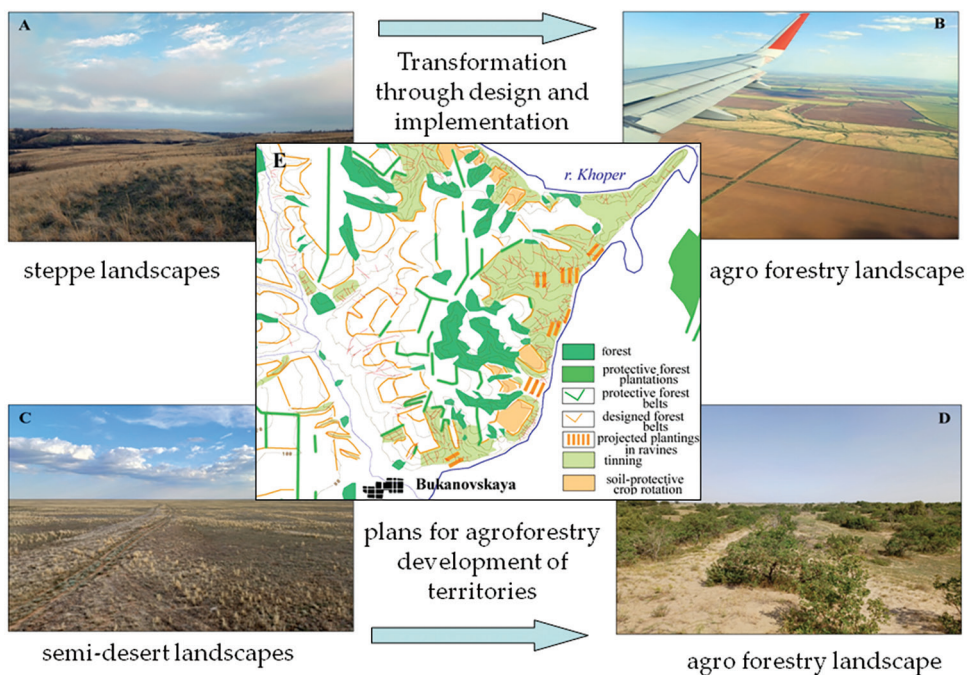 A
Transformation
through design and
implementation
B
steppe landscapes
agro forestry landscape
E
r. Khoper
forest
protective forest
plantations
protective forest
belts
designed forest
belts
projected plantings
in ravines
tinning
soil-protective
crop rotation
Bukanovskaya
C
plans for agroforestry
development of
territories
D
semi-desert landscapes
agro forestry landscape